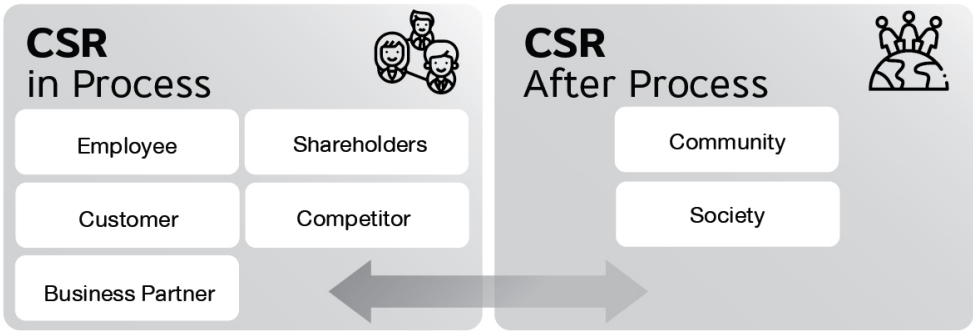 CSR
in Process
Employee
Shareholders
Customer
Competitor
Business Partner
CSR
After Process
Community
Society